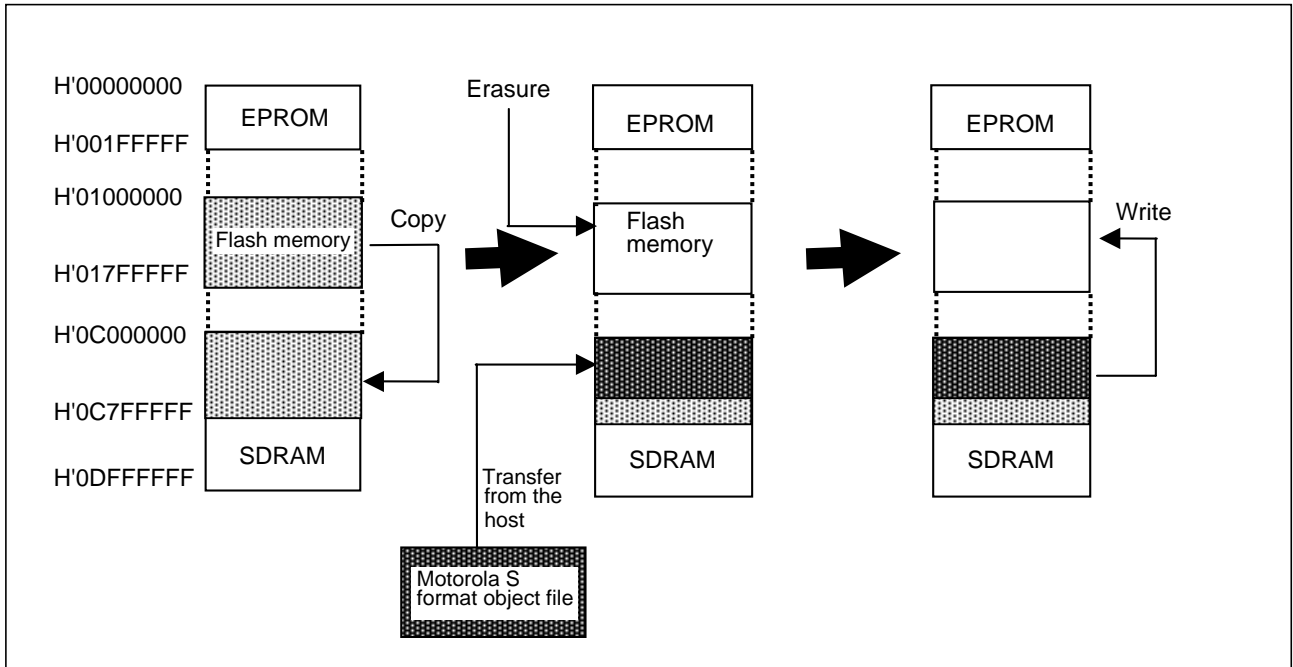 H'00000000
EPROM
H'001FFFFF
H'01000000
Flash memory
H'017FFFFF
H'0C000000
H'0C7FFFFF
SDRAM
H'0DFFFFFF
Copy
Erasure
EPROM
Flash
memory
SDRAM
Transfer
from the
host
Motorola S
format object file
EPROM
Write
SDRAM